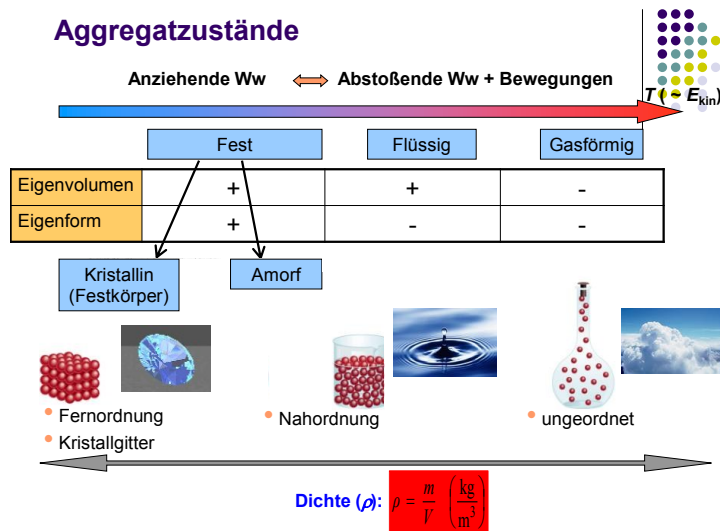 Aggregatzustände
Anziehende Ww
Abstoßende Ww + Bewegungen
T ( ~ Ekin)
Fest
Flüssig
Gasförmig
Eigenvolumen + + -
Eigenform + - -
Kristallin
(Festkörper)
Amorf
• Fernordnung
• Kristallgitter
• Nahordnung
• ungeordnet
Dichte (ρ): ρ = m/V (kg/m³)